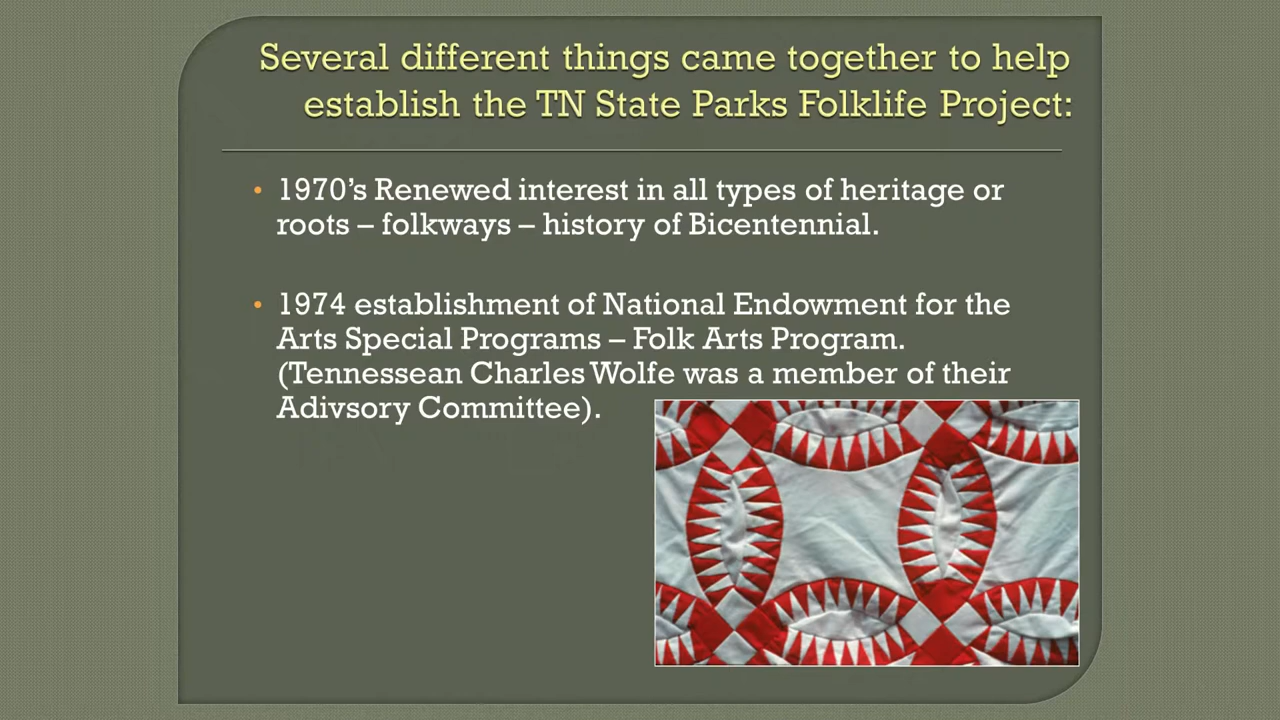 Several different things came together to help
establish the TN State Parks Folklife Project:
• 1970’s Renewed interest in all types of heritage or
roots – folkways – history of Bicentennial.
• 1974 establishment of National Endowment for the
Arts Special Programs – Folk Arts Program.
(Tennessean Charles Wolfe was a member of their
Adivsory Committee).